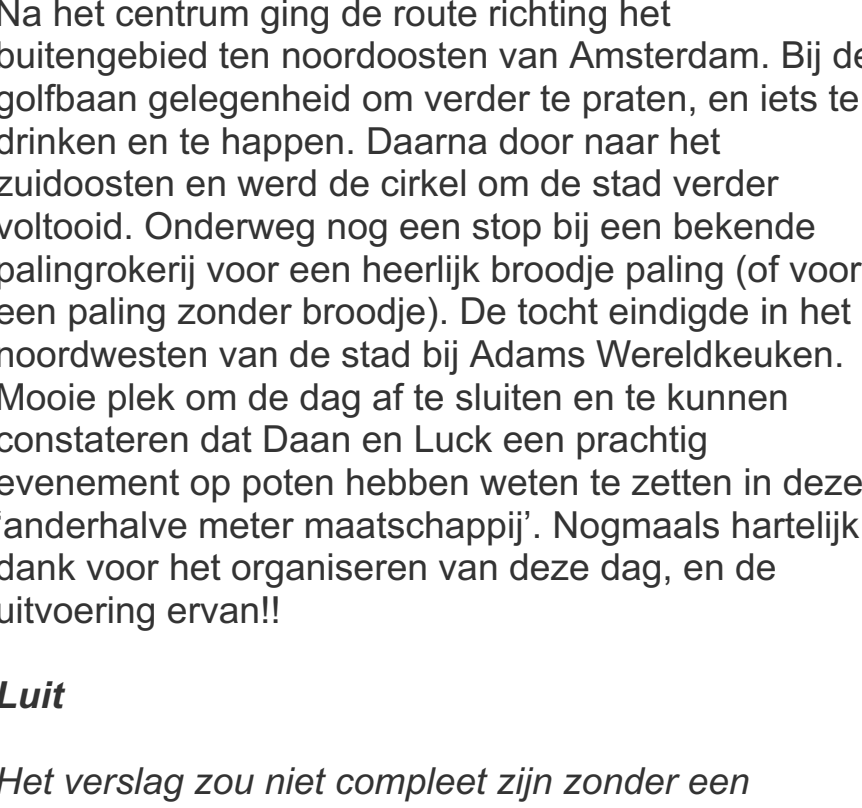 Na het centrum ging de route richting het
buitengebied ten noordoosten van Amsterdam. Bij de
golfbaan gelegenheid om verder te praten, en iets te
drinken en te happen. Daarna door naar het
zuidoosten en werd de cirkel om de stad verder
voltooid. Onderweg nog een stop bij een bekende
palingrokerij voor een heerlijk broodje paling (of voor
een paling zonder broodje). De tocht eindigde in het
noordwesten van de stad bij Adams Wereldkeuken.
Mooie plek om de dag af te sluiten en te kunnen
constateren dat Daan en Luck een prachtig
evenement op poten hebben weten te zetten in deze
‘anderhalve meter maatschappij’. Nogmaals hartelijk
dank voor het organiseren van deze dag, en de
uitvoering ervan!!
Luit
Het verslag zou niet compleet zijn zonder een